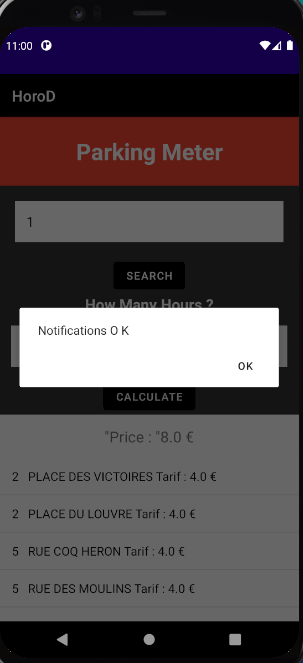 11:00
HoroD
Parking Meter
1
SEARCH
How Many Hours ?
Notifications O K
OK
CALCULATE
"Price : "8.0 €
2 PLACE DES VICTOIRES Tarif : 4.0 €
2 PLACE DU LOUVRE Tarif : 4.0 €
5 RUE COQ HERON Tarif : 4.0 €
5 RUE DES MOULINS Tarif : 4.0 €